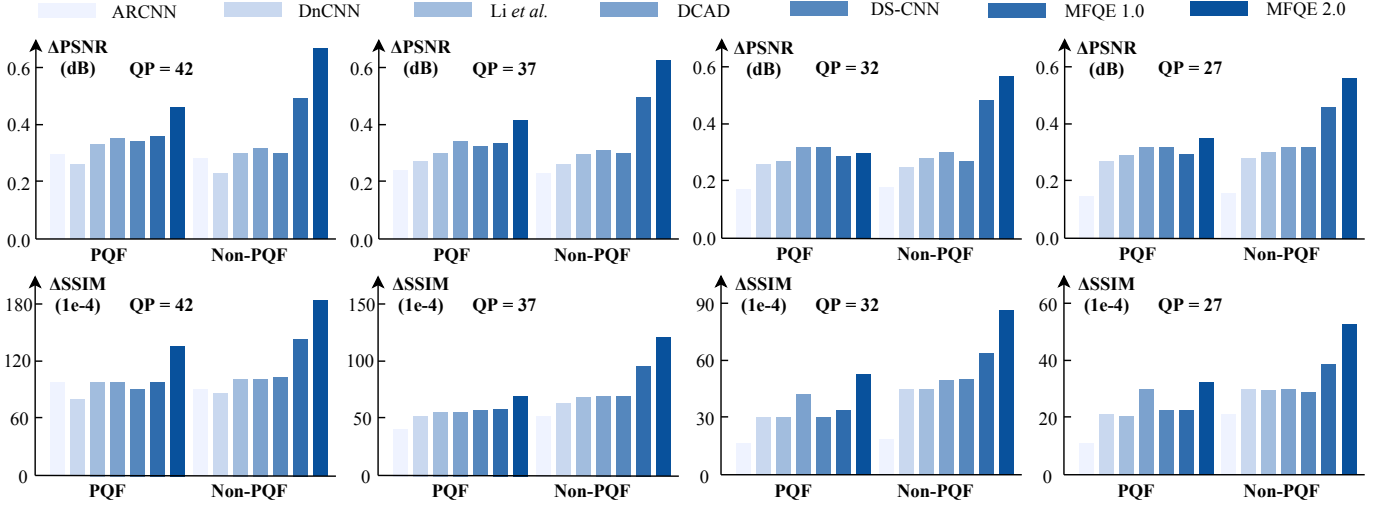 ARCNN DnCNN Li et al. DCAD DS-CNN MFQE 1.0 MFQE 2.0
ΔPSNR
(dB) QP = 42
0.6
0.4
0.2
0.0
PQF Non-PQF
ΔPSNR
(dB) QP = 37
0.6
0.4
0.2
0.0
PQF Non-PQF
ΔPSNR
(dB) QP = 32
0.6
0.4
0.2
0.0
PQF Non-PQF
ΔPSNR
(dB) QP = 27
0.6
0.4
0.2
0.0
PQF Non-PQF
ΔSSIM
(1e-4) QP = 42
180
120
60
0
PQF Non-PQF
ΔSSIM
(1e-4) QP = 37
150
100
50
0
PQF Non-PQF
ΔSSIM
(1e-4) QP = 32
90
60
30
0
PQF Non-PQF
ΔSSIM
(1e-4) QP = 27
60
40
20
0
PQF Non-PQF